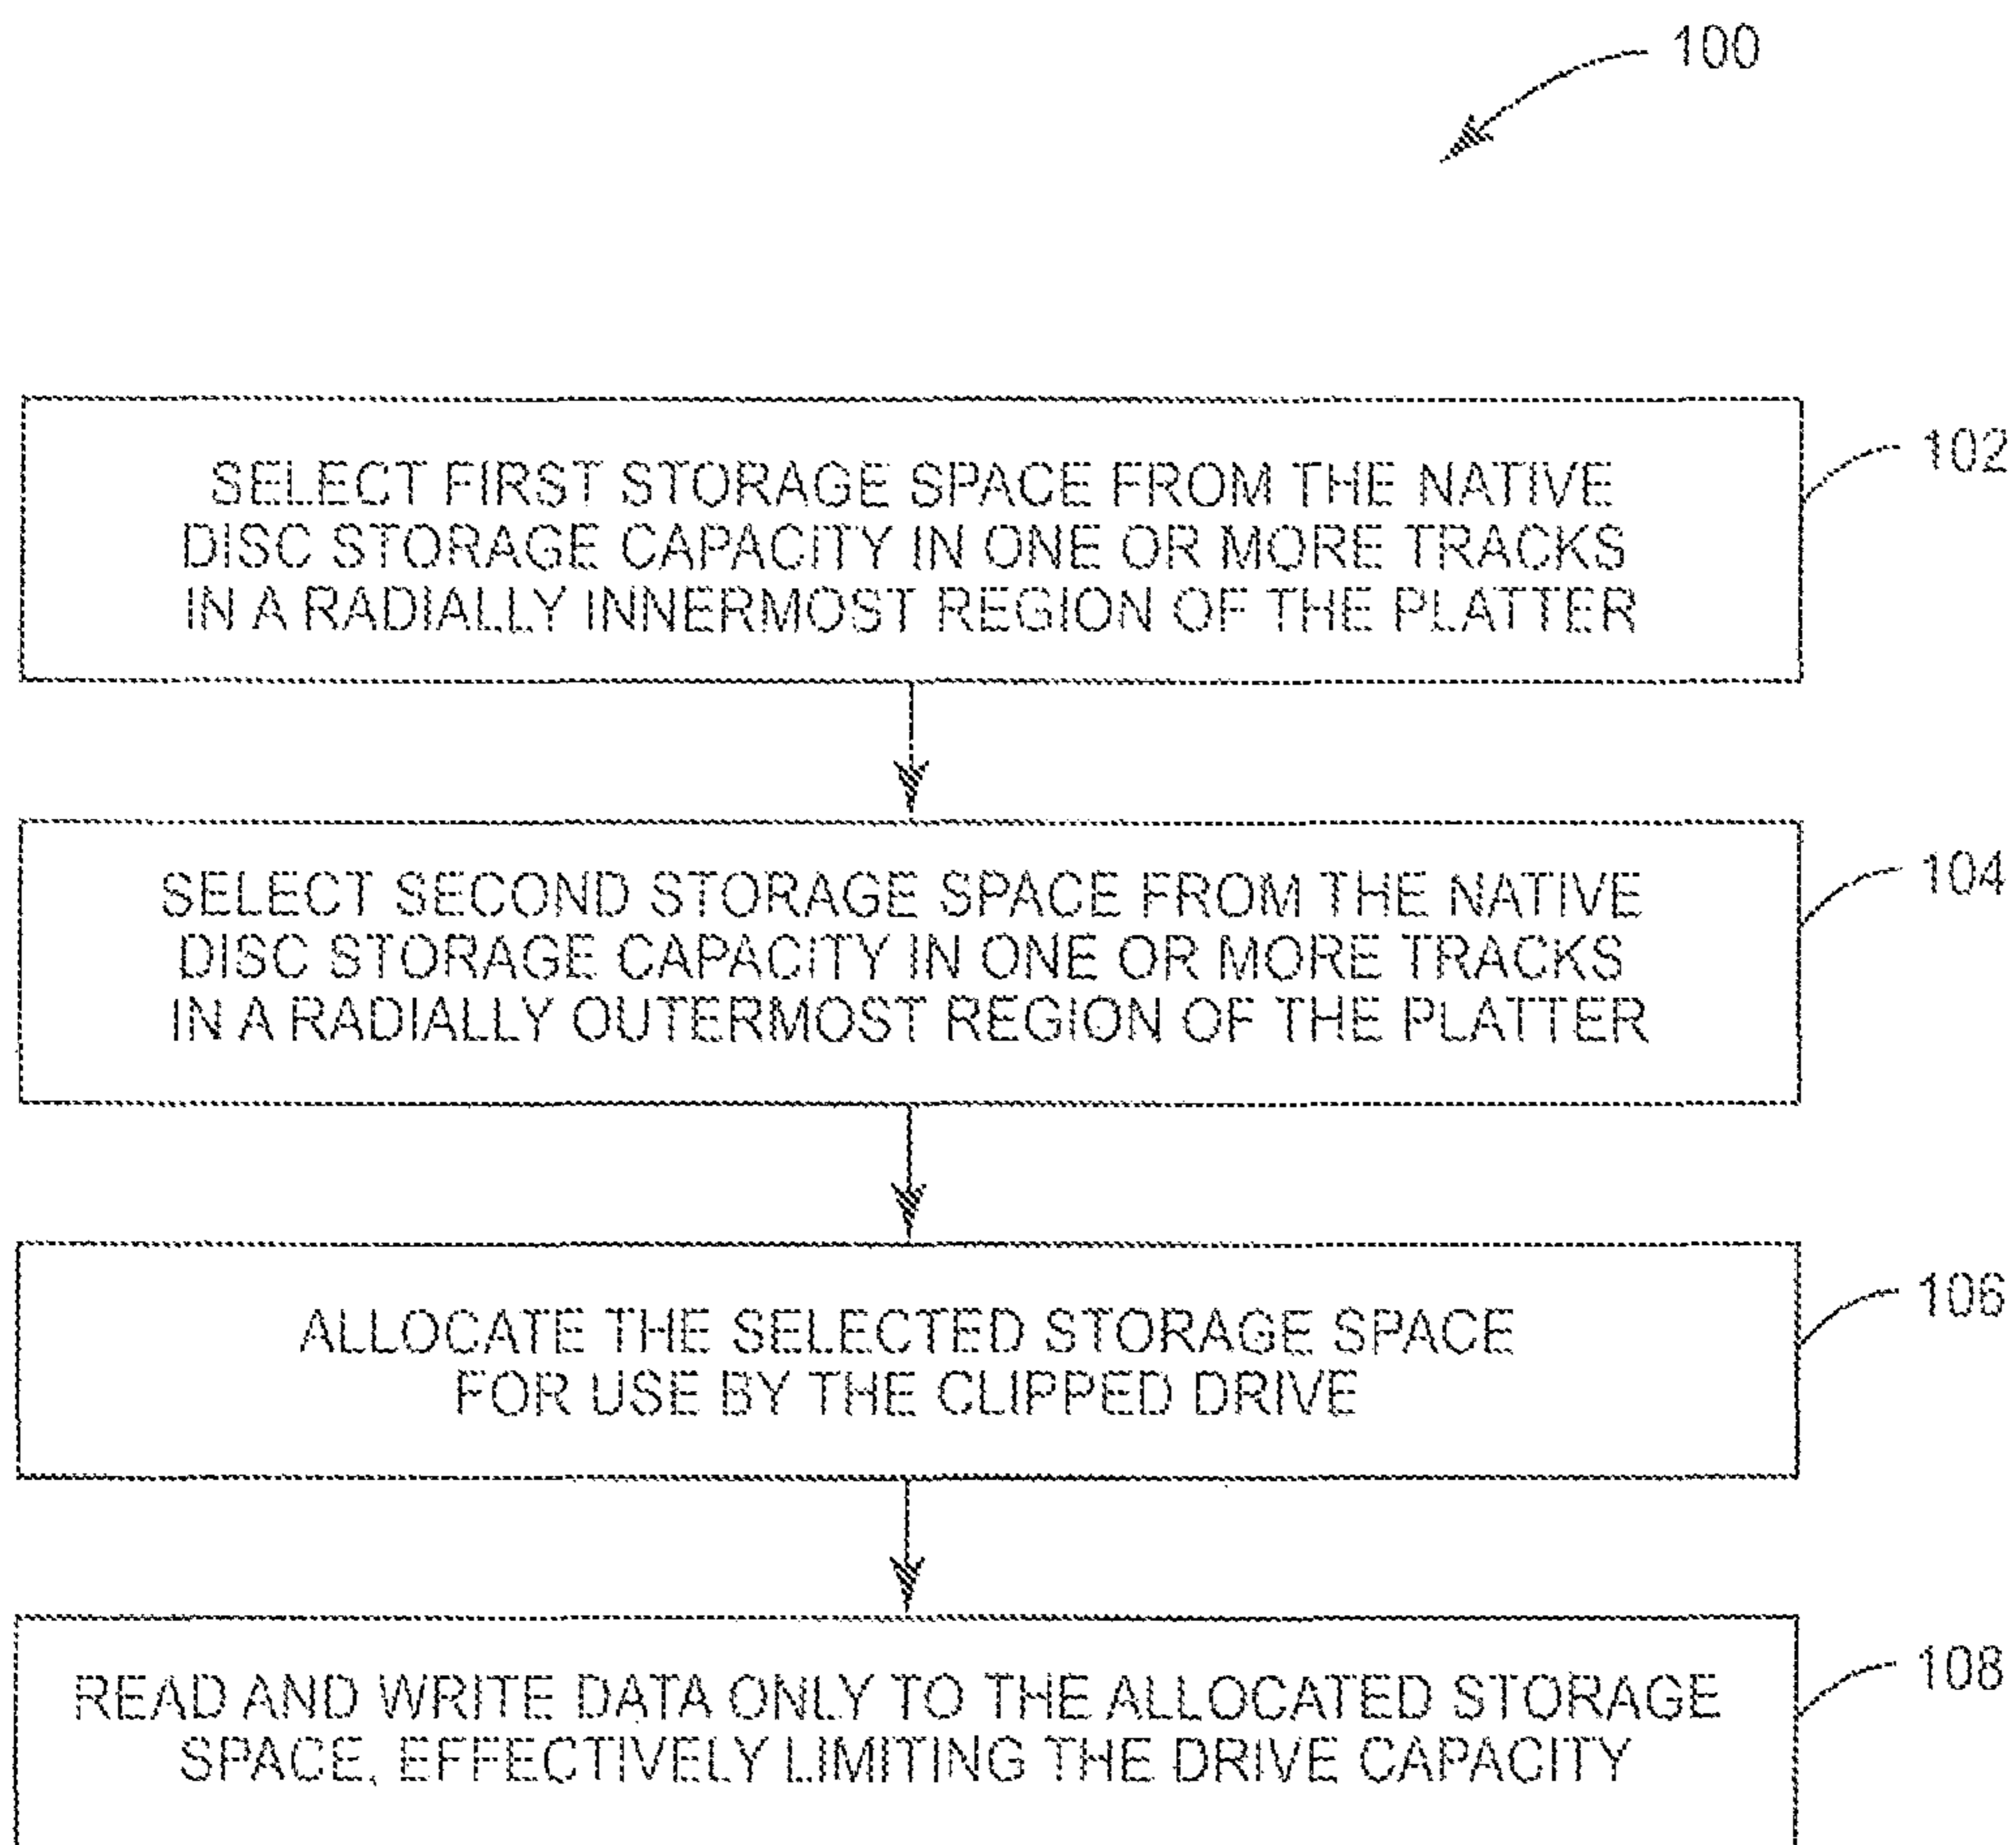 100
SELECT FIRST STORAGE SPACE FROM THE NATIVE
DISC STORAGE CAPACITY IN ONE OR MORE TRACKS
IN A RADIALLY INNERMOST REGION OF THE PLATTER
102
SELECT SECOND STORAGE SPACE FROM THE NATIVE
DISC STORAGE CAPACITY IN ONE OR MORE TRACKS
IN A RADIALLY OUTERMOST REGION OF THE PLATTER
104
ALLOCATE THE SELECTED STORAGE SPACE
FOR USE BY THE CLIPPED DRIVE
106
READ AND WRITE DATA ONLY TO THE ALLOCATED STORAGE
SPACE, EFFECTIVELY LIMITING THE DRIVE CAPACITY
108